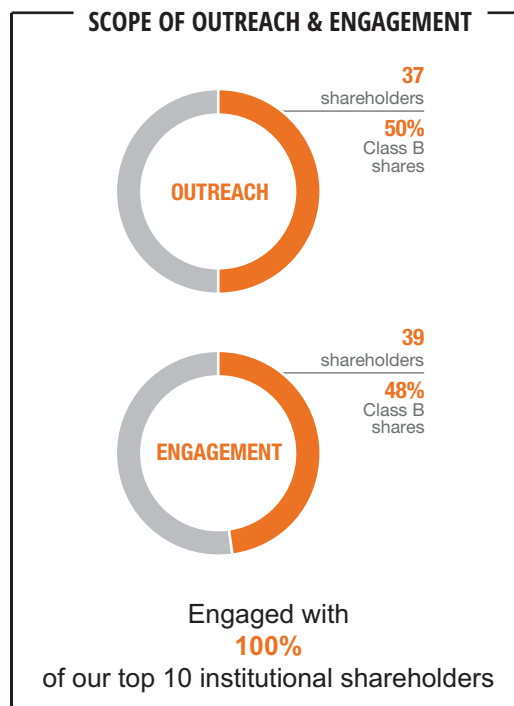 SCOPE OF OUTREACH & ENGAGEMENT
37
shareholders
50%
Class B
shares
OUTREACH
39
shareholders
48%
Class B
shares
ENGAGEMENT
Engaged with
100%
of our top 10 institutional shareholders